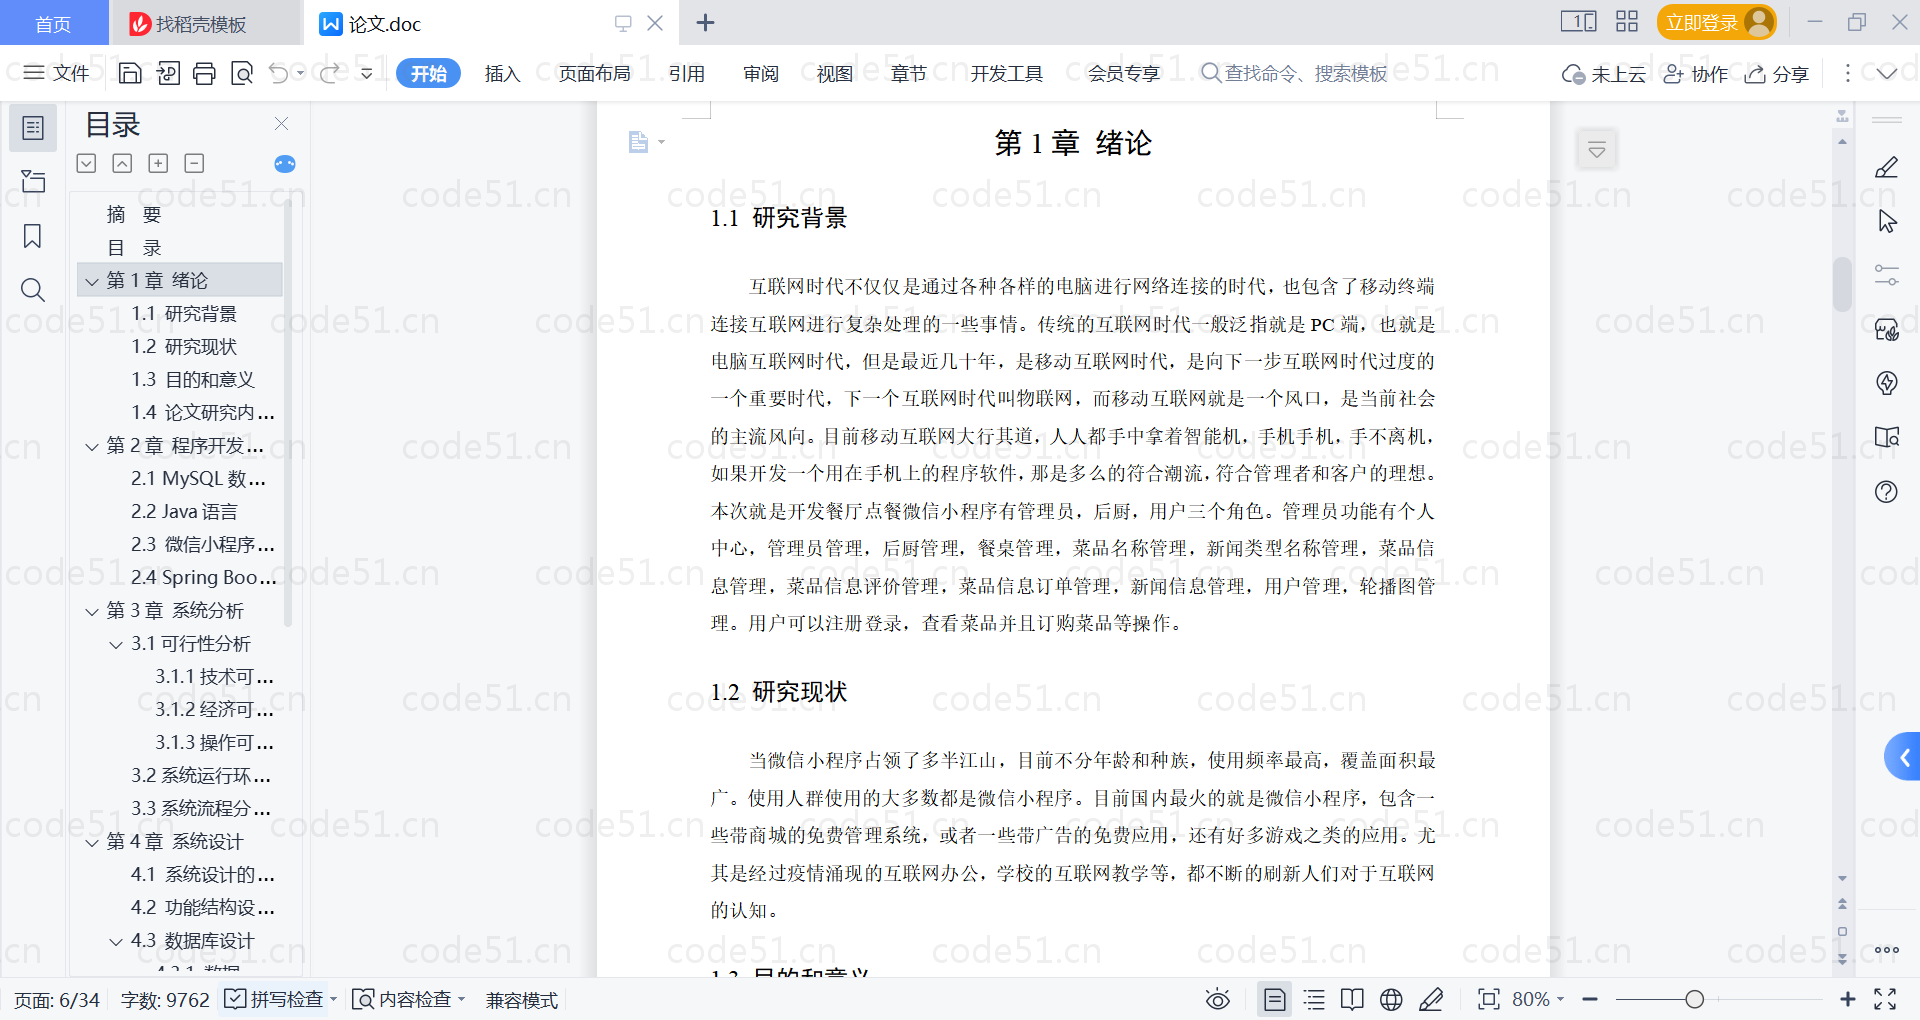 首页 找稻壳模板 论文.doc 立即登录
文件 开始 插入 页面布局 引用 审阅 视图 章节 开发工具 会员专享 查找命令、搜索模板 未上云 协作 分享
目录
摘 要
目 录
第 1 章 绪论
1.1 研究背景
1.2 研究现状
1.3 目的和意义
1.4 论文研究内...
第 2 章 程序开发...
2.1 MySQL 数...
2.2 Java 语言
2.3 微信小程序...
2.4 Spring Boo...
第 3 章 系统分析
3.1 可行性分析
3.1.1 技术可...
3.1.2 经济可...
3.1.3 操作可...
3.2 系统运行环...
3.3 系统流程分...
第 4 章 系统设计
4.1 系统设计的...
4.2 功能结构设...
4.3 数据库设计
第 1 章 绪论
1.1 研究背景
互联网时代不仅仅是通过各种各样的电脑进行网络连接的时代，也包含了移动终端
连接互联网进行复杂处理的一些事情。传统的互联网时代一般泛指就是 PC 端，也就是
电脑互联网时代，但是最近几十年，是移动互联网时代，是向下一步互联网时代过度的
一个重要时代，下一个互联网时代叫物联网，而移动互联网就是一个风口，是当前社会
的主流风向。目前移动互联网大行其道，人人都手中拿着智能机，手机手机，手不离机，
如果开发一个用在手机上的程序软件，那是多么的符合潮流，符合管理者和客户的理想。
本次就是开发餐厅点餐微信小程序有管理员，后厨，用户三个角色。管理员功能有个人
中心，管理员管理，后厨管理，餐桌管理，菜品名称管理，新闻类型名称管理，菜品信
息管理，菜品信息评价管理，菜品信息订单管理，新闻信息管理，用户管理，轮播图管
理。用户可以注册登录，查看菜品并且订购菜品等操作。
1.2 研究现状
当微信小程序占领了多半江山，目前不分年龄和种族，使用频率最高，覆盖面积最
广。使用人群使用的大多数都是微信小程序。目前国内最火的就是微信小程序，包含一
些带商城的免费管理系统，或者一些带广告的免费应用，还有好多游戏之类的应用。尤
其是经过疫情涌现的互联网办公，学校的互联网教学等，都不断的刷新人们对于互联网
的认知。
1.3 目的和意义
页面: 6/34 字数: 9762 拼写检查 内容检查 兼容模式 80%
code51.cn